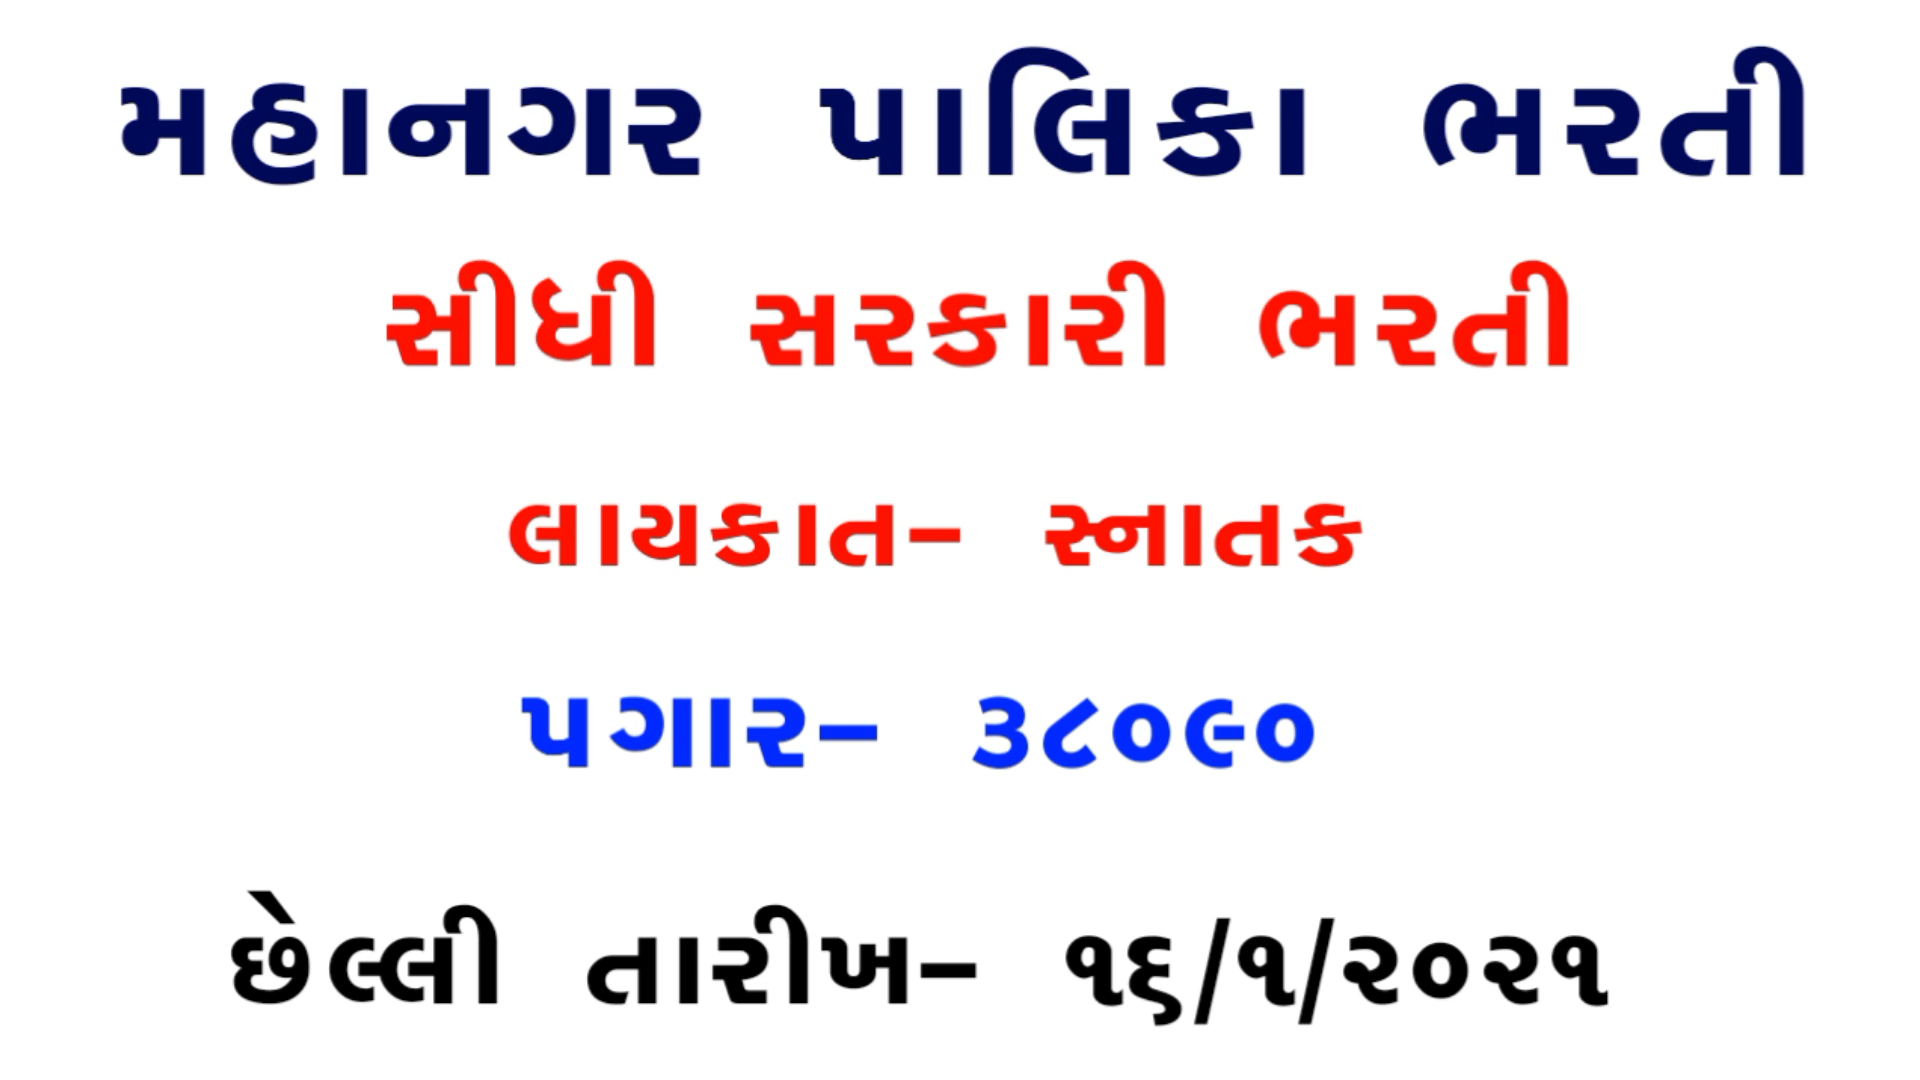 મહાનગર પાલિકા ભરતી
સીધી સરકારી ભરતી
લાયકાત– સ્નાતક
પગાર– ૩૮૦૯૦
છેલ્લી તારીખ– ૧૬/૧/૨૦૨૧